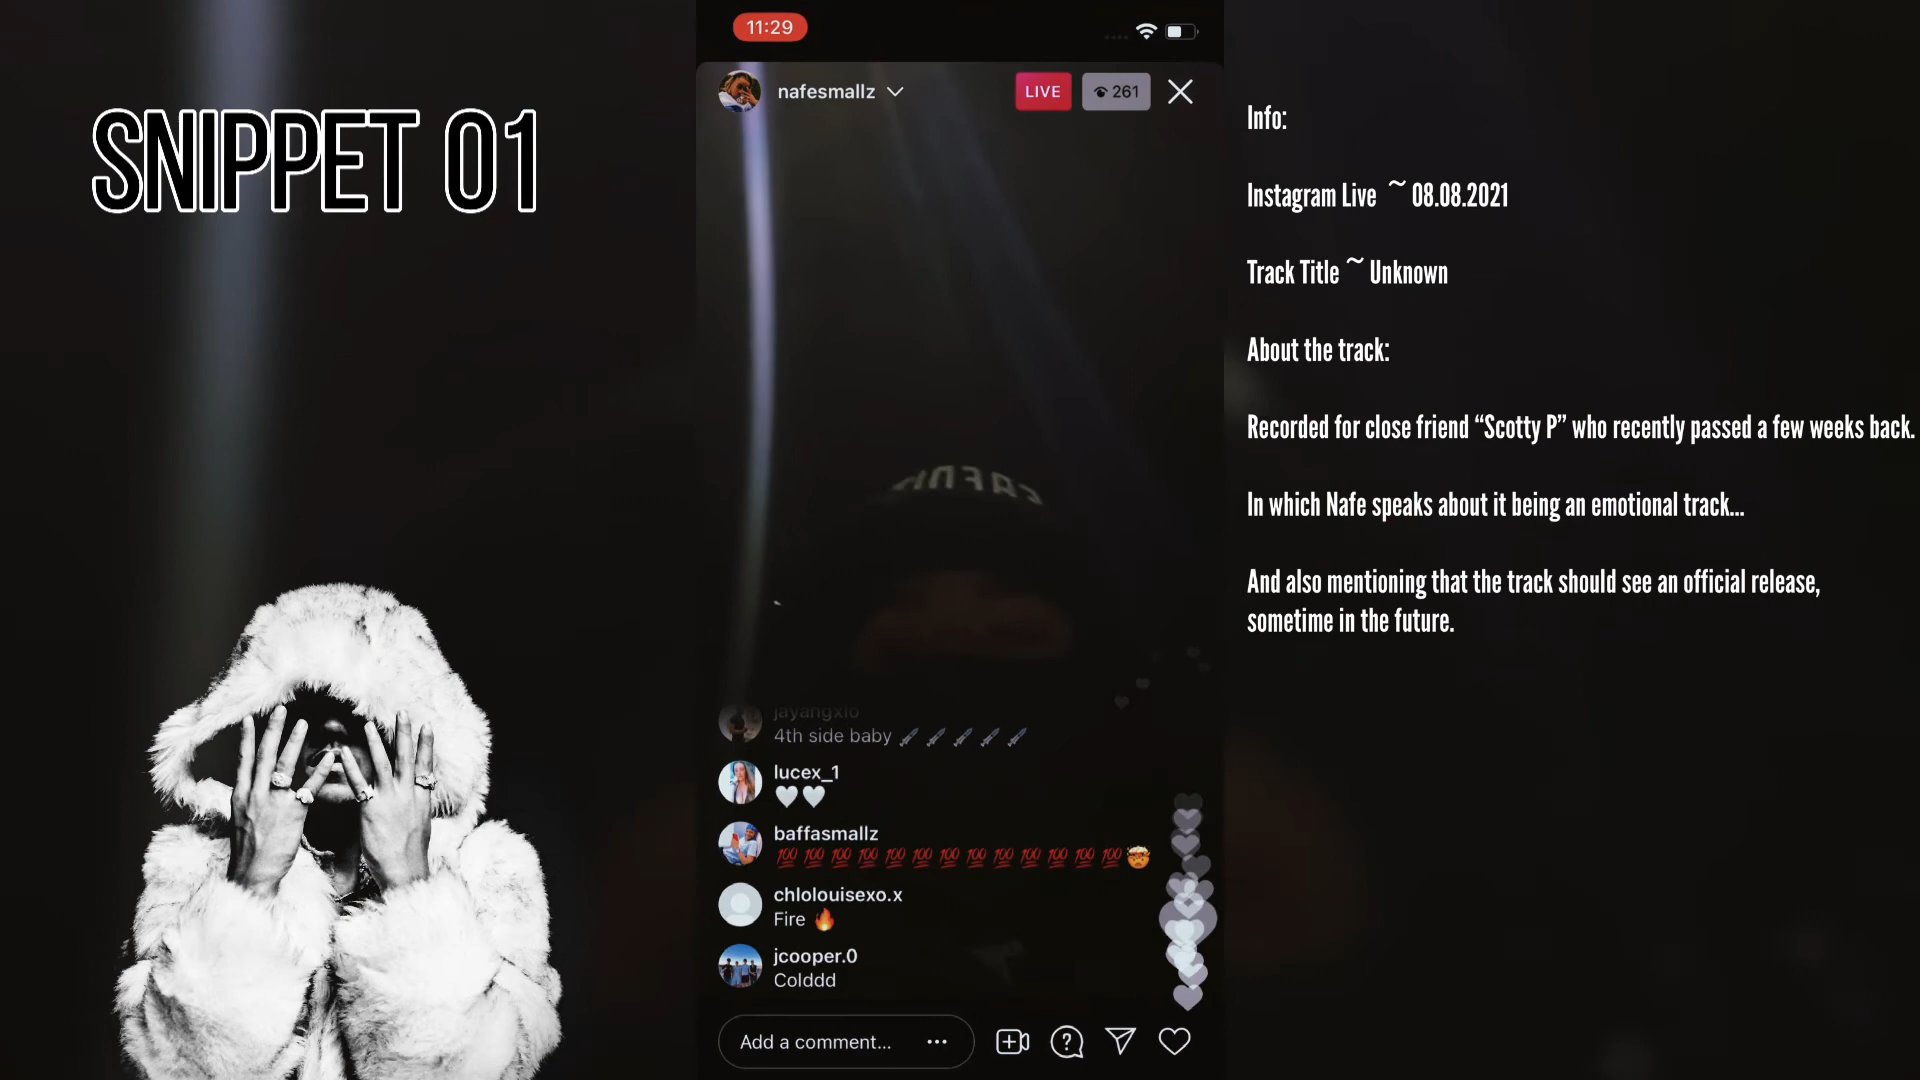 SNIPPET 01
11:29
nafesmallz
LIVE
261
jayangxlo
4th side baby
lucex_1
baffasmallz
💯💯💯💯💯💯💯💯💯💯💯💯💯🤯
chlolouisexo.x
Fire 🔥
jcooper.0
Colddd
Add a comment...
Info:
Instagram Live ~ 08.08.2021
Track Title ~ Unknown
About the track:
Recorded for close friend “Scotty P” who recently passed a few weeks back.
In which Nafe speaks about it being an emotional track...
And also mentioning that the track should see an official release,
sometime in the future.